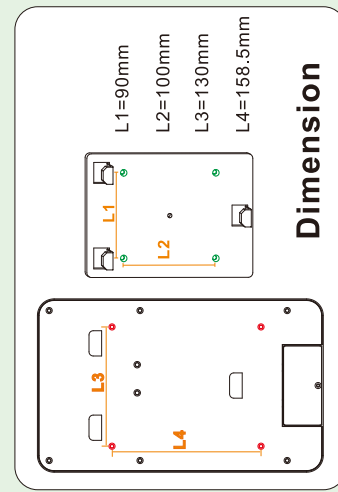 Dimension
L1=90mm
L2=100mm
L3=130mm
L4=158.5mm
L1
L2
L3
L4